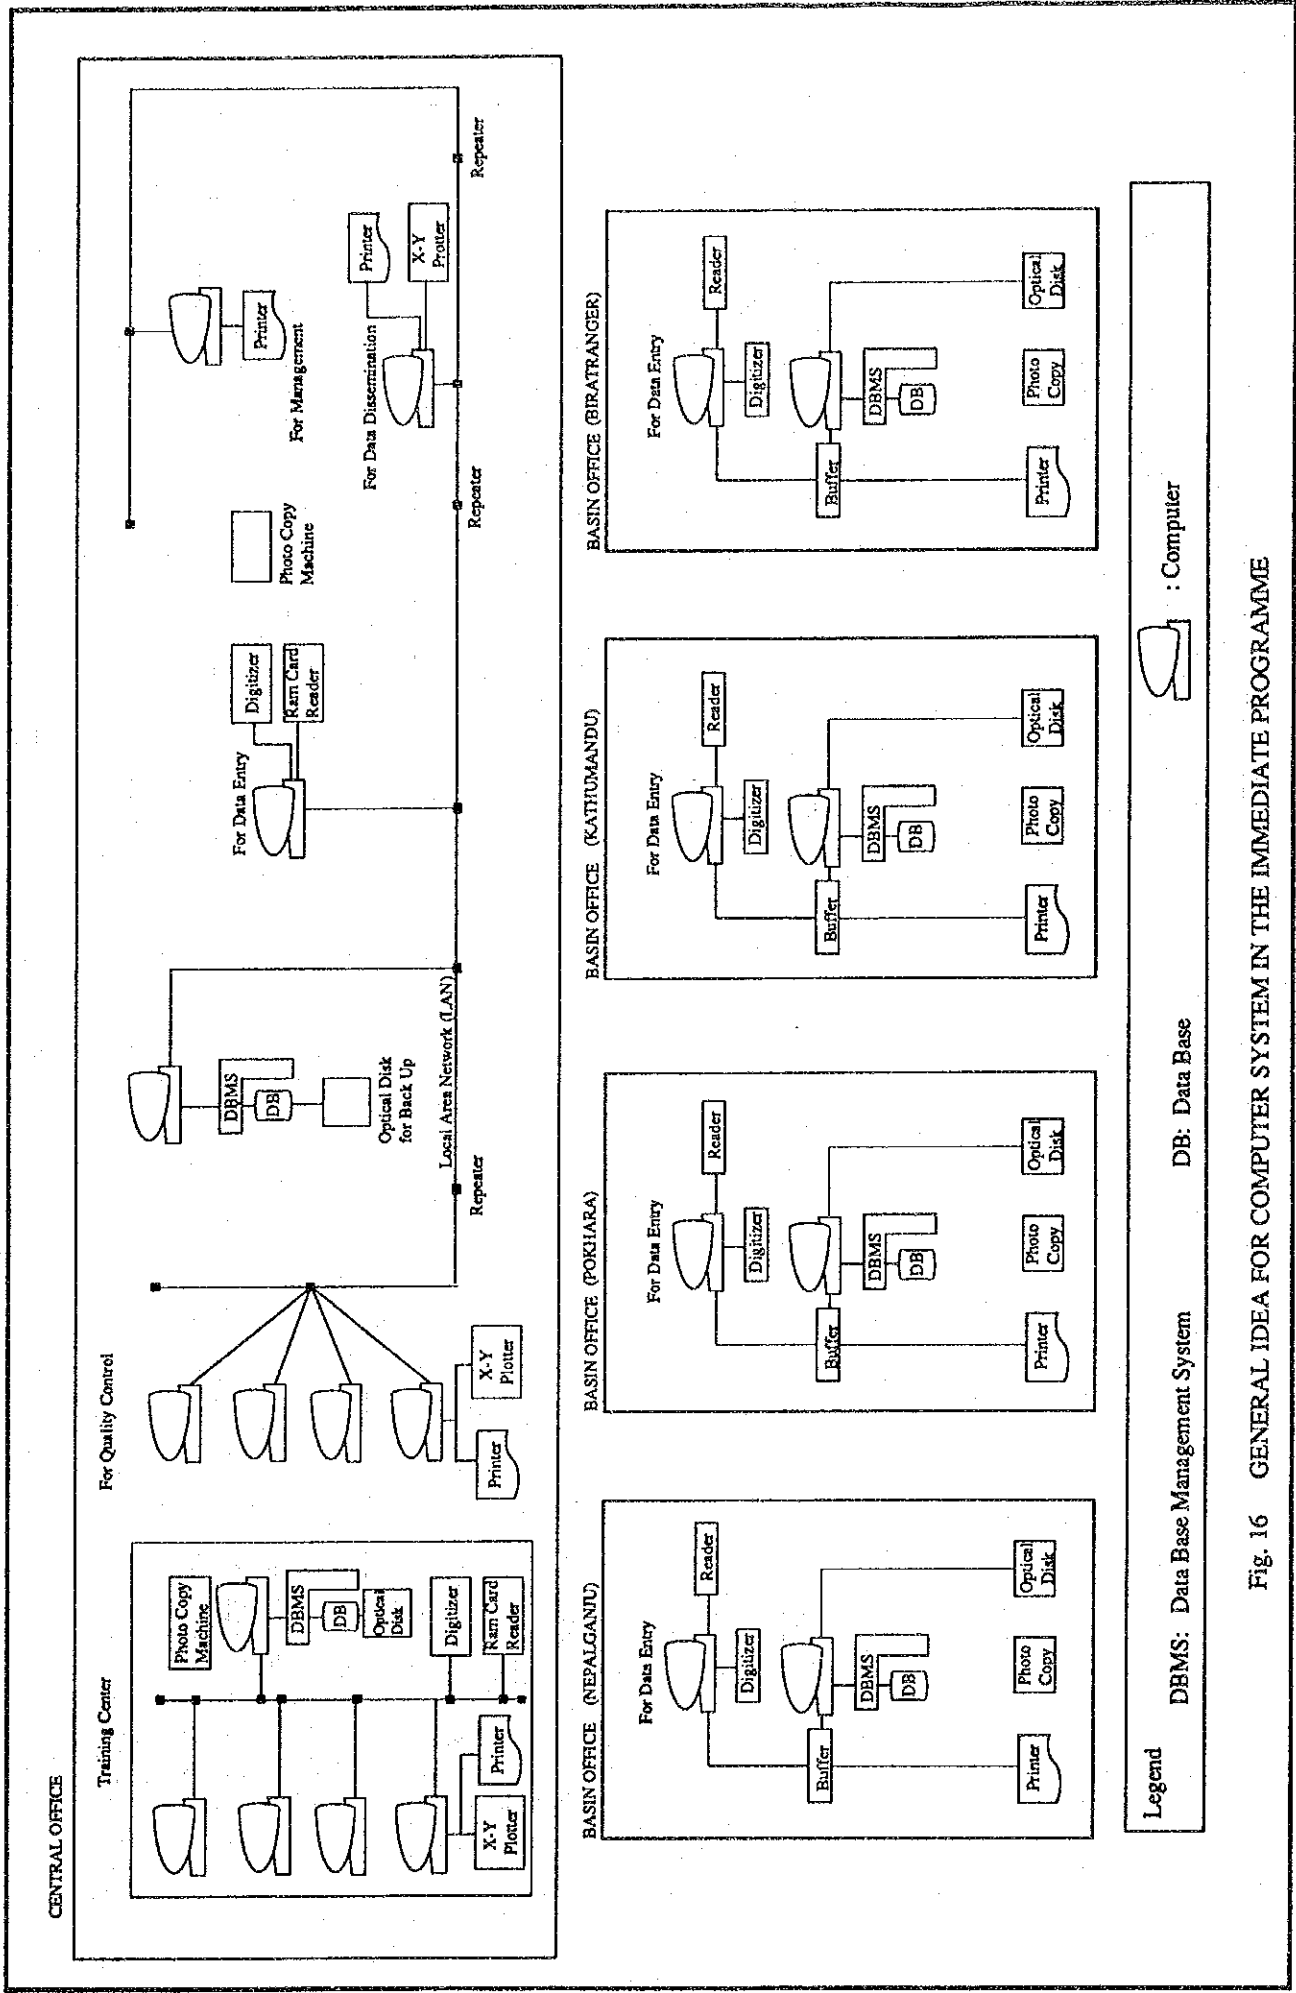 CENTRAL OFFICE
Training Center
Photo Copy
Machine
DBMS
DB
Optical
Disk
Digitizer
Ram Card
Reader
X-Y
Plotter
Printer
For Quality Control
Printer
X-Y
Plotter
Repeater
Local Area Network (LAN)
DBMS
DB
Optical Disk
for Back Up
For Data Entry
Digitizer
Ram Card
Reader
Photo Copy
Machine
Repeater
For Management
Printer
For Data Dissemination
Printer
X-Y
Protter
Repeater
BASIN OFFICE (NEPALGANJU)
For Data Entry
Reader
Digitizer
Buffer
DBMS
DB
Printer
Photo
Copy
Optical
Disk
BASIN OFFICE (POKHARA)
For Data Entry
Reader
Digitizer
Buffer
DBMS
DB
Printer
Photo
Copy
Optical
Disk
BASIN OFFICE (KATHUMANDU)
For Data Entry
Reader
Digitizer
Buffer
DBMS
DB
Printer
Photo
Copy
Optical
Disk
BASIN OFFICE (BIRATRANGER)
For Data Entry
Reader
Digitizer
Buffer
DBMS
DB
Printer
Photo
Copy
Optical
Disk
Legend
DBMS: Data Base Management System
DB: Data Base
: Computer
Fig. 16 GENERAL IDEA FOR COMPUTER SYSTEM IN THE IMMEDIATE PROGRAMME